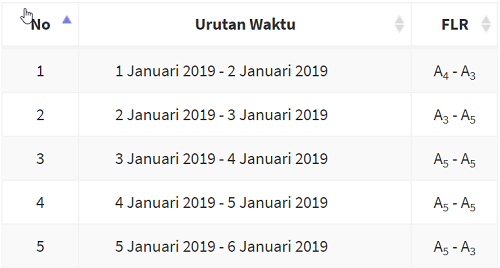 No Urutan Waktu FLR
1 1 Januari 2019 - 2 Januari 2019 A₄ - A₃
2 2 Januari 2019 - 3 Januari 2019 A₃ - A₅
3 3 Januari 2019 - 4 Januari 2019 A₅ - A₅
4 4 Januari 2019 - 5 Januari 2019 A₅ - A₅
5 5 Januari 2019 - 6 Januari 2019 A₅ - A₃